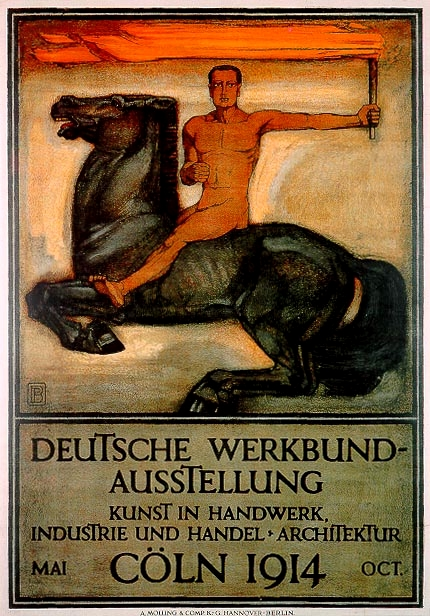 B
DEUTSCHE WERKBUND-
AUSSTELLUNG
KUNST IN HANDWERK,
INDUSTRIE UND HANDEL · ARCHITEKTUR
MAI CÖLN 1914 OCT.
A. MOLLING & COMP. K.-G. HANNOVER-BERLIN.